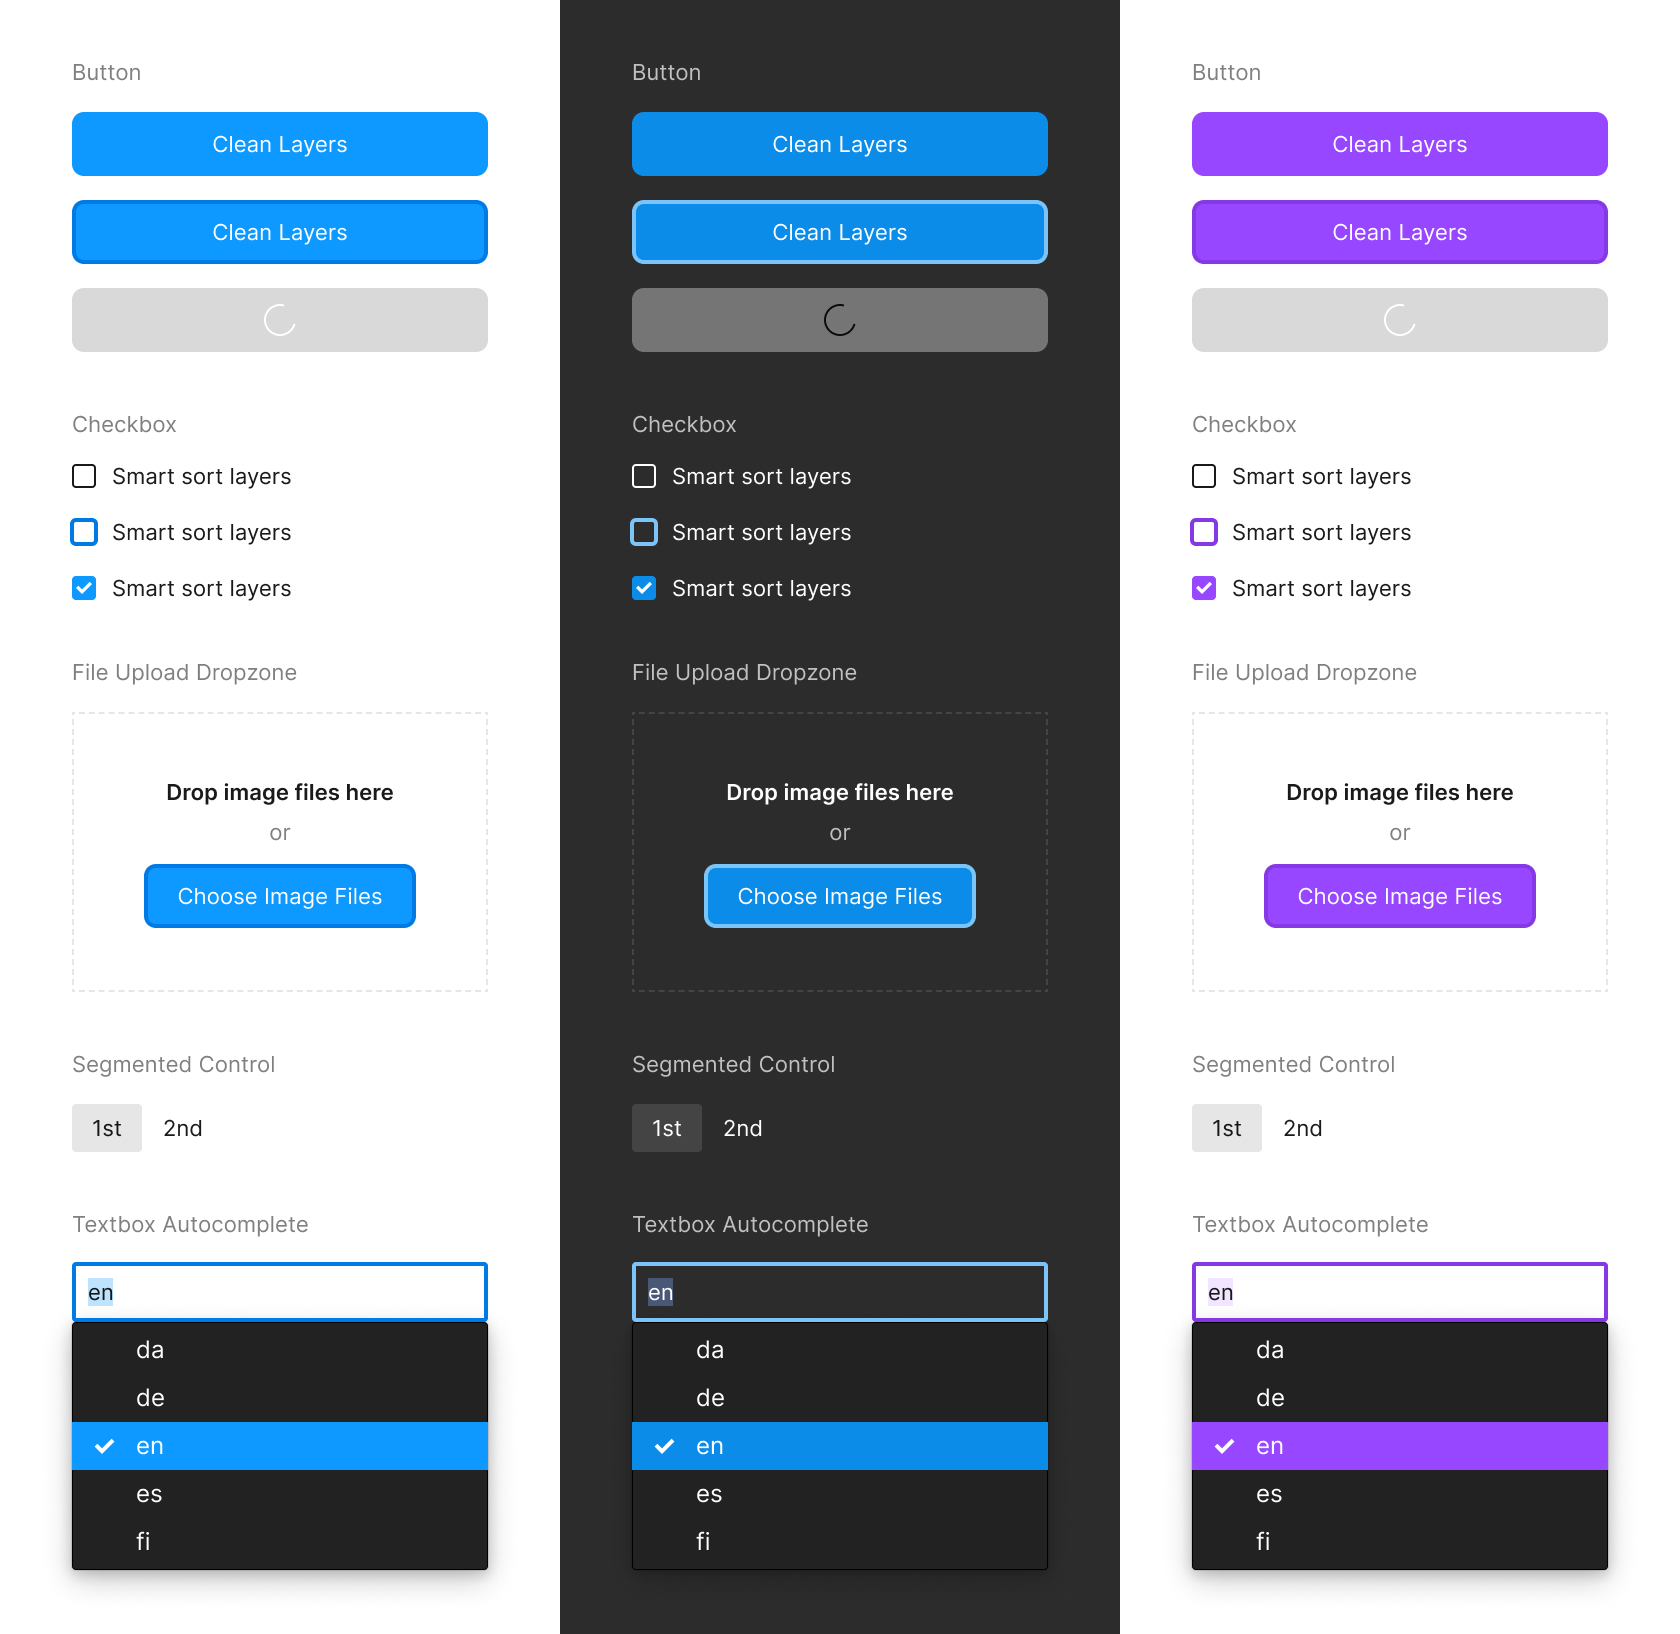 Button
Clean Layers
Clean Layers
Checkbox
Smart sort layers
Smart sort layers
Smart sort layers
File Upload Dropzone
Drop image files here
or
Choose Image Files
Segmented Control
1st 2nd
Textbox Autocomplete
en
da
de
en
es
fi
Button
Clean Layers
Clean Layers
Checkbox
Smart sort layers
Smart sort layers
Smart sort layers
File Upload Dropzone
Drop image files here
or
Choose Image Files
Segmented Control
1st 2nd
Textbox Autocomplete
en
da
de
en
es
fi
Button
Clean Layers
Clean Layers
Checkbox
Smart sort layers
Smart sort layers
Smart sort layers
File Upload Dropzone
Drop image files here
or
Choose Image Files
Segmented Control
1st 2nd
Textbox Autocomplete
en
da
de
en
es
fi